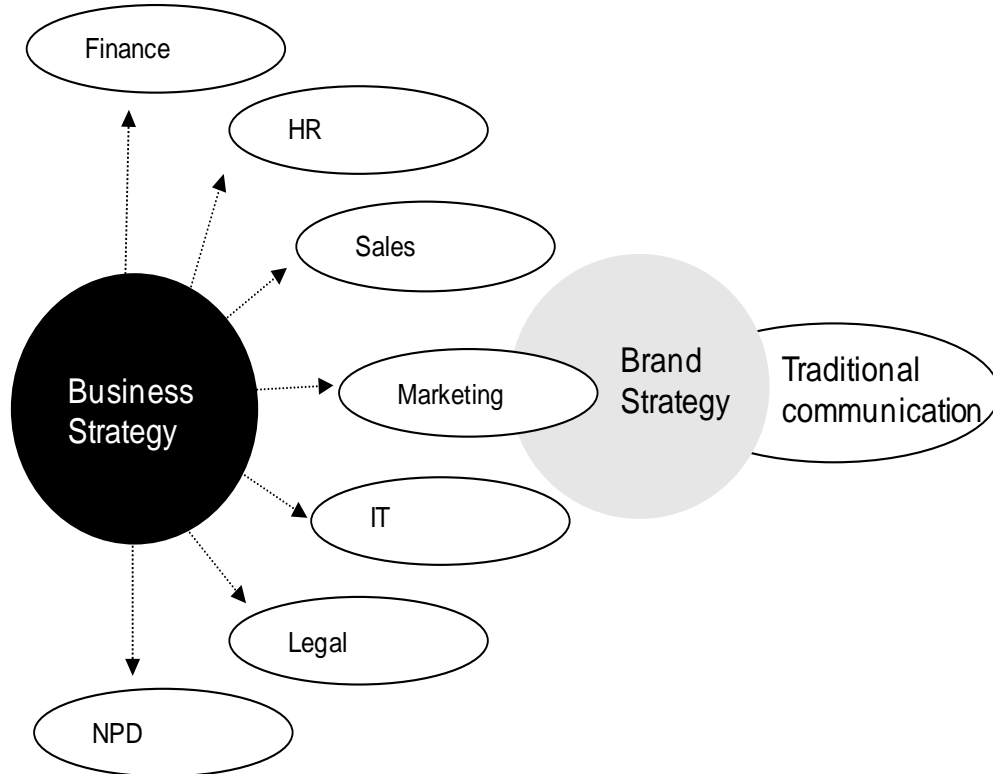 Finance
HR
Sales
Business
Strategy
Marketing
Brand
Strategy
Traditional
communication
IT
Legal
NPD